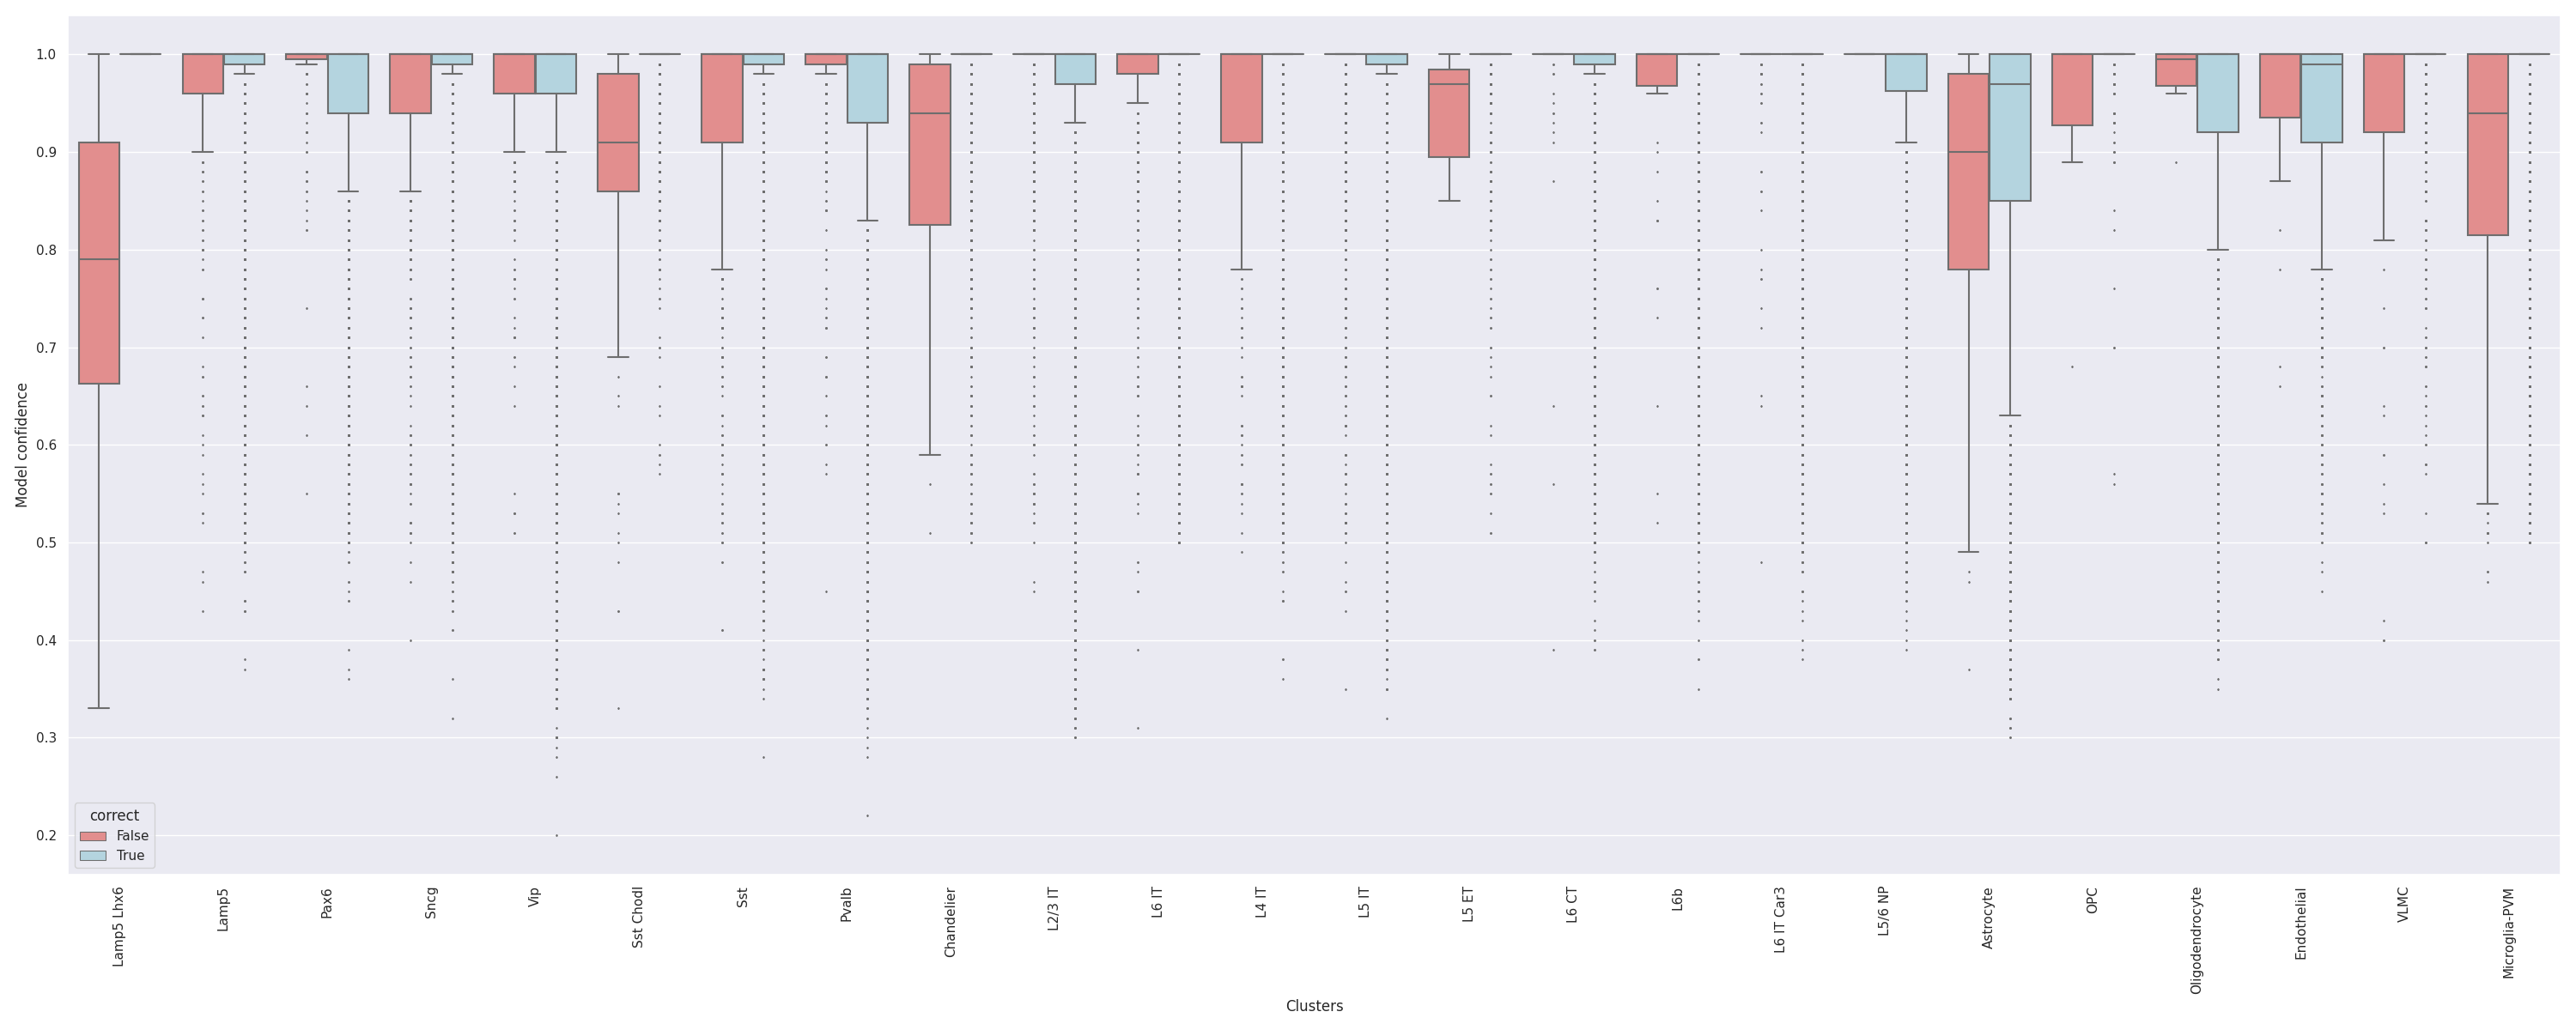 1.0
0.9
0.8
0.7
0.6
0.5
0.4
0.3
0.2
Model confidence
correct
False
True
Lamp5 Lhx6
Lamp5
Pax6
Sncg
Vip
Sst Chodl
Sst
Pvalb
Chandelier
L2/3 IT
L6 IT
L4 IT
L5 IT
L5 ET
L6 CT
L6b
L6 IT Car3
L5/6 NP
Astrocyte
OPC
Oligodendrocyte
Endothelial
VLMC
Microglia-PVM
Clusters